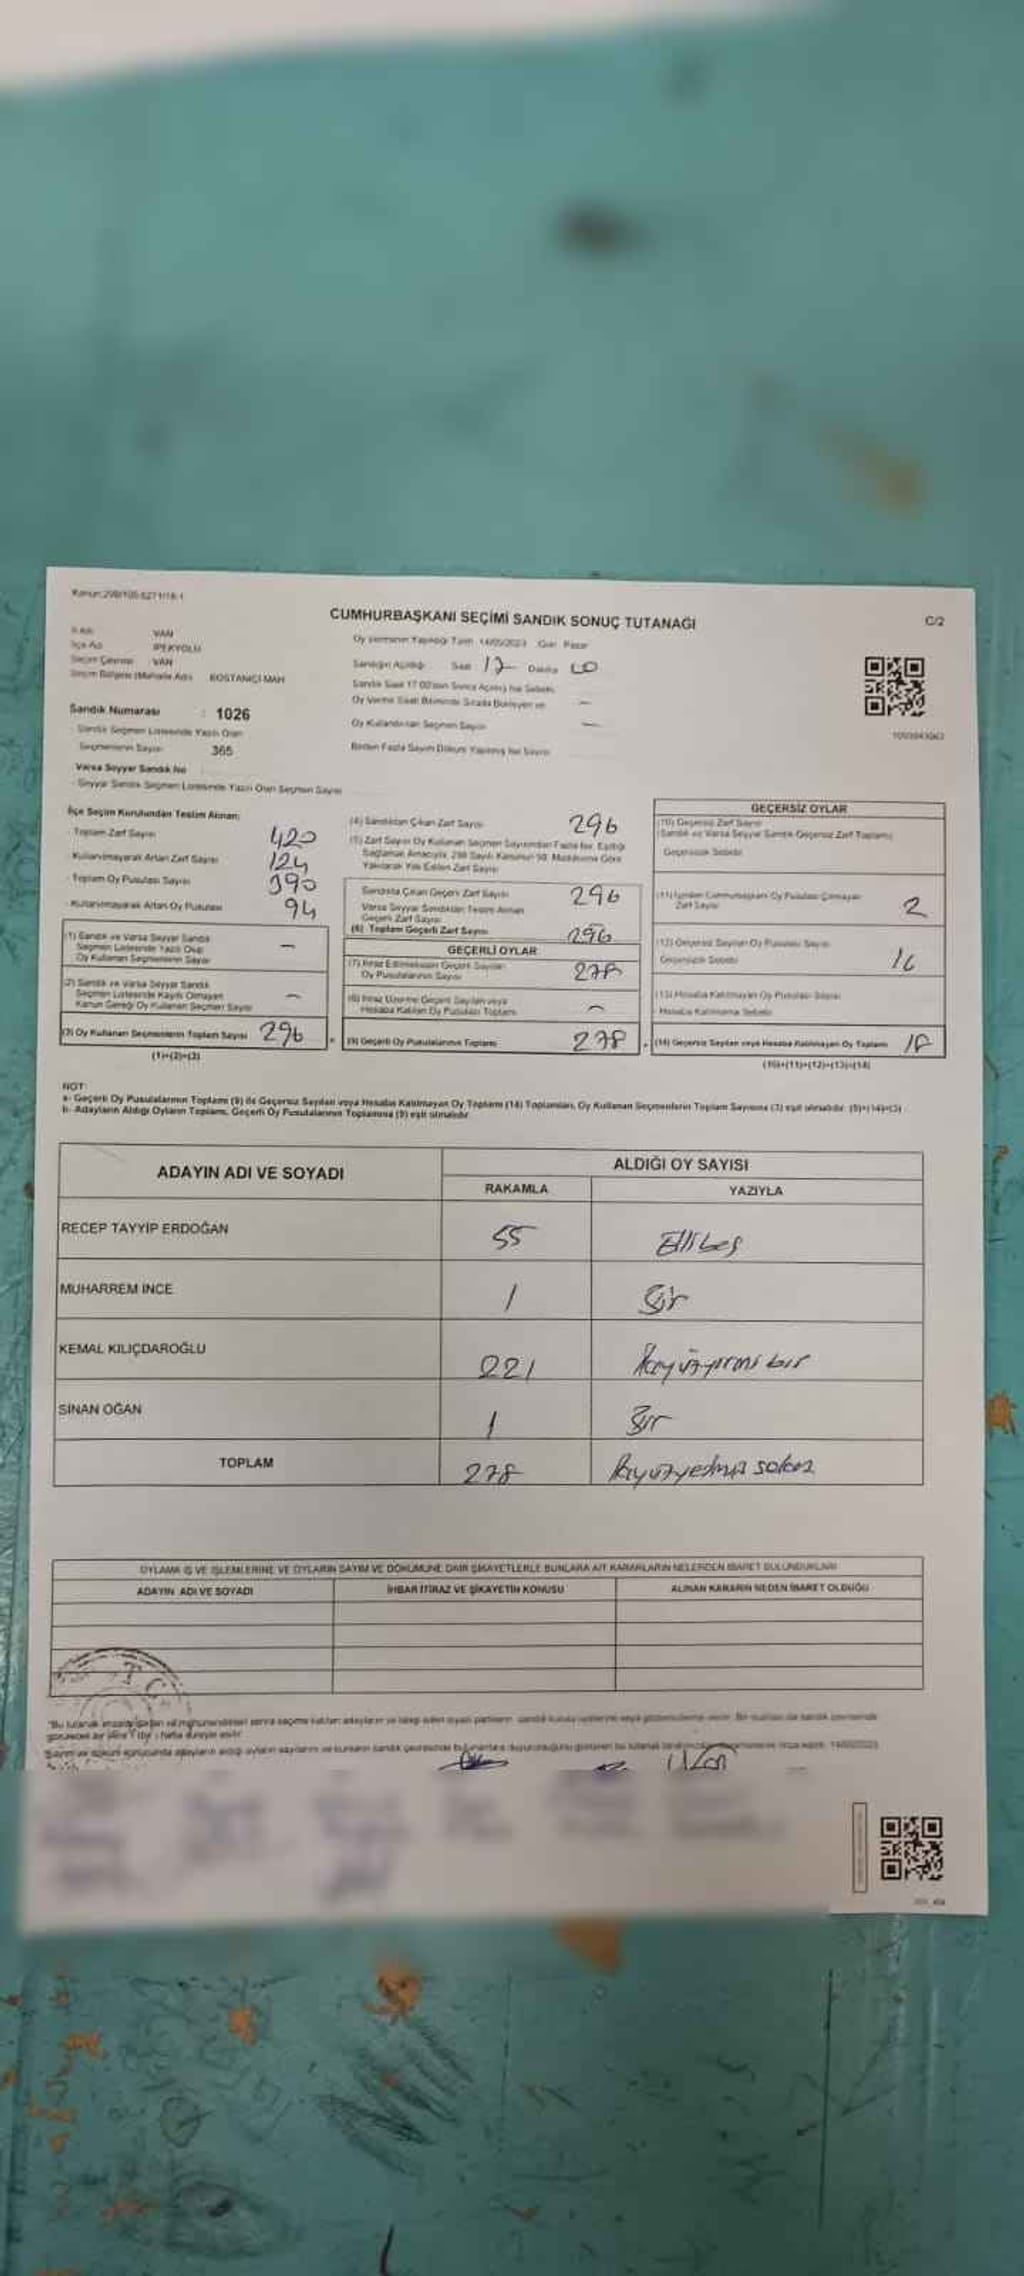 Kanun:298/105-6271/16-1
CUMHURBAŞKANI SEÇİMİ SANDIK SONUÇ TUTANAĞI
C/2
İl Adı VAN
İlçe Adı İPEKYOLU
Seçim Çevresi VAN
Seçim Bölgesi (Mahalle Adı) BOSTANİÇİ MAH
Oy Vermenin Yapıldığı Tarih 14/05/2023 Gün Pazar
Sandığın Açıldığı Saat 17 Dakika
Sandık Saat 17:00'dan Sonra Açılmış İse Sebebi
Oy Verme Saati Bitiminde Sırada Bulunan ve —
Oy Kullandırılan Seçmen Sayısı —
Birden Fazla Sayım Döküm Yapılmış İse Sayısı
Sandık Numarası : 1026
Sandık Seçmen Listesinde Yazılı Olan
Seçmenlerin Sayısı 365
Varsa Seyyar Sandık No
Seyyar Sandık Seçmen Listesinde Yazılı Olan Seçmen Sayısı
İlçe Seçim Kurulundan Teslim Alınan:
Toplam Zarf Sayısı 420
Kullanılmayarak Artan Zarf Sayısı 124
Toplam Oy Pusulası Sayısı 390
Kullanılmayarak Artan Oy Pusulası 94
(1) Sandık ve Varsa Seyyar Sandık
Seçmen Listesinde Yazılı Olup
Oy Kullanan Seçmenlerin Sayısı —
(2) Sandık ve Varsa Seyyar Sandık
Seçmen Listesinde Kayıtlı Olmayan
Kanun Gereği Oy Kullanan Seçmen Sayısı —
(3) Oy Kullanan Seçmenlerin Toplam Sayısı 296
(1)+(2)=(3)
(4) Sandıktan Çıkan Zarf Sayısı 296
(5) Zarf Sayısı Oy Kullanan Seçmen Sayısından Fazla İse, Eşitliği
Sağlamak Amacıyla, 298 Sayılı Kanunun 98. Maddesine Göre
Yakılarak Yok Edilen Zarf Sayısı
Sandıkta Çıkan Geçerli Zarf Sayısı 296
Varsa Seyyar Sandıktan Teslim Alınan
Geçerli Zarf Sayısı
(6) Toplam Geçerli Zarf Sayısı 296
GEÇERLİ OYLAR
(7) İtiraz Edilmeksizin Geçerli Sayılan
Oy Pusulalarının Sayısı 278
(8) İtiraz Üzerine Geçerli Sayılan veya
Hesaba Katılan Oy Pusulası Toplamı —
(9) Geçerli Oy Pusulalarının Toplamı 278
GEÇERSİZ OYLAR
(10) Geçersiz Zarf Sayısı
(Sandık ve Varsa Seyyar Sandık Geçersiz Zarf Toplamı)
Geçersizlik Sebebi
(11) İçinden Cumhurbaşkanı Oy Pusulası Çıkmayan
Zarf Sayısı 2
(12) Geçersiz Sayılan Oy Pusulası Sayısı
Geçersizlik Sebebi 16
(13) Hesaba Katılmayan Oy Pusulası Sayısı
Hesaba Katılmama Sebebi
(14) Geçersiz Sayılan veya Hesaba Katılmayan Oy Toplamı 18
(10)+(11)+(12)+(13)=(14)
NOT:
a- Geçerli Oy Pusulalarının Toplamı (9) ile Geçersiz Sayılan veya Hesaba Katılmayan Oy Toplamı (14) Toplamları, Oy Kullanan Seçmenlerin Toplam Sayısına (3) eşit olmalıdır. (9)+(14)=(3)
b- Adayların Aldığı Oyların Toplamı, Geçerli Oy Pusulalarının Toplamına (9) eşit olmalıdır.
ADAYIN ADI VE SOYADI
ALDIĞI OY SAYISI
RAKAMLA YAZIYLA
RECEP TAYYİP ERDOĞAN 55 Ellibeş
MUHARREM İNCE 1 Bir
KEMAL KILIÇDAROĞLU 221 İkiyüzyirmi bir
SİNAN OĞAN 1 Bir
TOPLAM 278 İkiyüzyetmiş sekiz
OYLAMA İŞ VE İŞLEMLERİNE VE OYLARIN SAYIM VE DÖKÜMÜNE DAİR ŞİKAYETLERLE BUNLARA AİT KARARLARIN NELERDEN İBARET BULUNDUKLARI
ADAYIN ADI VE SOYADI İHBAR İTİRAZ VE ŞİKAYETİN KONUSU ALINAN KARARIN NEDEN İBARET OLDUĞU
T.C.